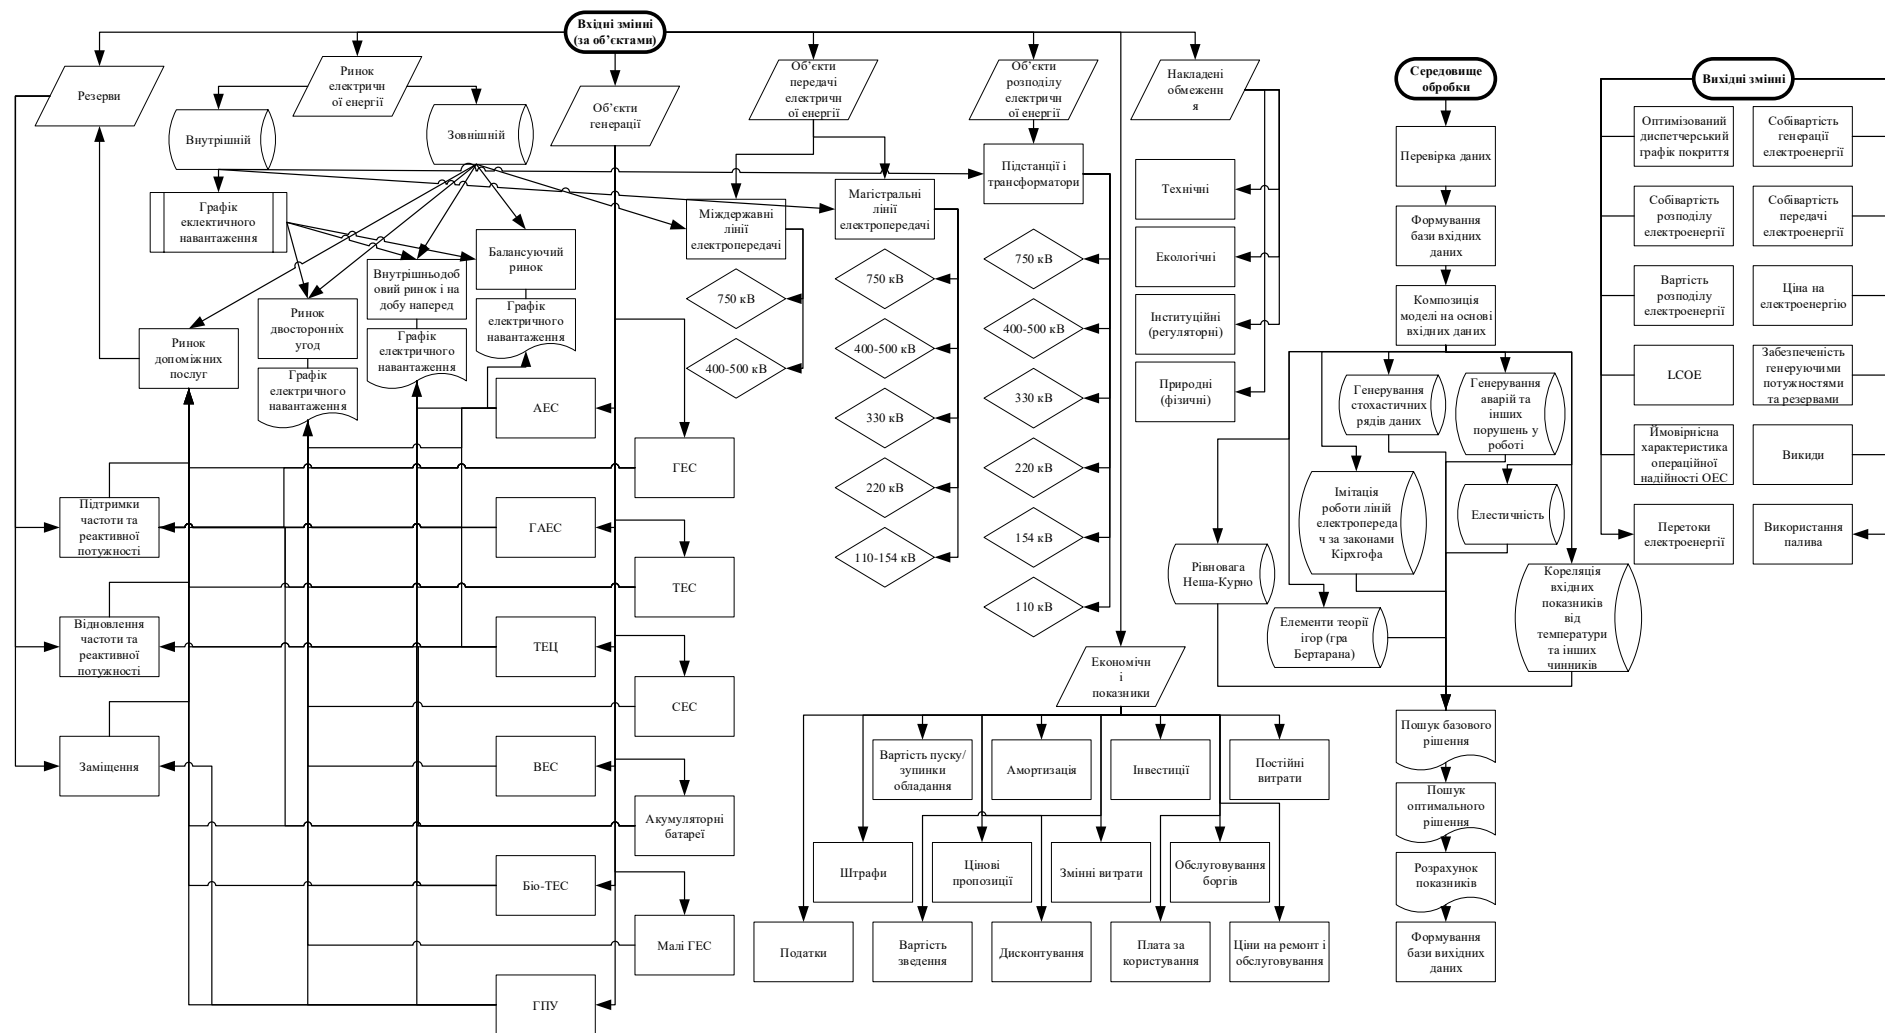 Вхідні змінні
(за об’єктами)
Резерви
Ринок
електричн
ої енергії
Внутрішній
Зовнішній
Об’єкти
генерації
Об’єкти
передачі
електричн
ої енергії
Об’єкти
розподілу
електричн
ої енергії
Накладені
обмеженн
я
Графік
еклектичного
навантаження
Ринок
допоміжних
послуг
Ринок
двосторонніх
угод
Графік
електричного
навантаження
Внутрішньодоб
овий ринок і на
добу наперед
Графік
електричного
навантаження
Балансуючий
ринок
Графік
електричного
навантаження
Міждержавні
лінії
електропередачі
750 кВ
400-500 кВ
Магістральні
лінії
електропередачі
750 кВ
400-500 кВ
330 кВ
220 кВ
110-154 кВ
Підстанції і
трансформатори
750 кВ
400-500 кВ
330 кВ
220 кВ
154 кВ
110 кВ
Технічні
Екологічні
Інституційні
(регуляторні)
Природні
(фізичні)
Підтримки
частоти та
реактивної
потужності
Відновлення
частоти та
реактивної
потужності
Заміщення
АЕС
ГЕС
ГАЕС
ТЕС
ТЕЦ
СЕС
ВЕС
Акумуляторні
батареї
Біо-ТЕС
Малі ГЕС
ГПУ
Економічн
і
показники
Вартість пуску/
зупинки
обладання
Амортизація
Інвестиції
Постійні
витрати
Штрафи
Цінові
пропозиції
Змінні витрати
Обслуговування
боргів
Податки
Вартість
зведення
Дисконтування
Плата за
користування
Ціни на ремонт і
обслуговування
Середовище
обробки
Перевірка даних
Формування
бази вхідних
даних
Композиція
моделі на основі
вхідних даних
Генерування
стохастичних
рядів даних
Генерування
аварій та
інших
порушень у
роботі
Імітація
роботи ліній
електропереда
ч за законами
Кірхгофа
Елестичність
Рівновага
Неша-Курно
Елементи теорії
ігор (гра
Бертарана)
Кореляція
вхідних
показників
від
температури
та інших
чинників
Пошук базового
рішення
Пошук
оптимального
рішення
Розрахунок
показників
Формування
бази вихідних
даних
Вихідні змінні
Оптимізований
диспетчерський
графік покриття
Собівартість
генерації
електроенергії
Собівартість
розподілу
електроенергії
Собівартість
передачі
електроенергії
Вартість
розподілу
електроенергії
Ціна на
електроенергію
LCOE
Забезпеченість
генеруючими
потужностями
та резервами
Ймовірнісна
характеристика
операційної
надійності ОЕС
Викиди
Перетоки
електроенергії
Використання
палива